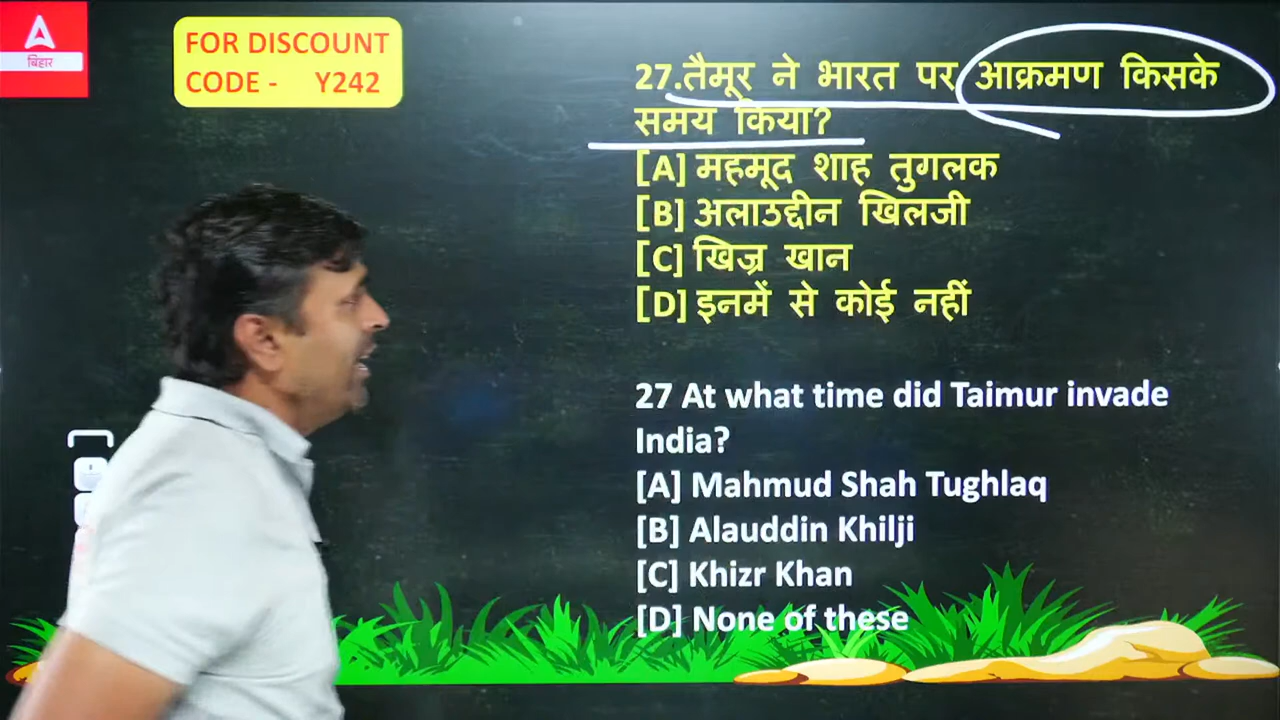 बिहार
FOR DISCOUNT
CODE - Y242
27.तैमूर ने भारत पर आक्रमण किसके
समय किया?
[A] महमूद शाह तुगलक
[B] अलाउद्दीन खिलजी
[C] खिज्र खान
[D] इनमें से कोई नहीं
27 At what time did Taimur invade
India?
[A] Mahmud Shah Tughlaq
[B] Alauddin Khilji
[C] Khizr Khan
[D] None of these